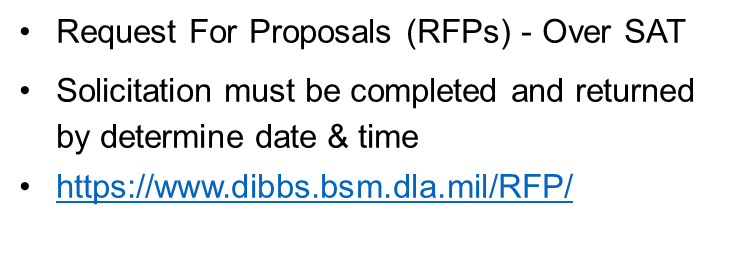 • Request For Proposals (RFPs) - Over SAT
• Solicitation must be completed and returned
by determine date & time
• https://www.dibbs.bsm.dla.mil/RFP/